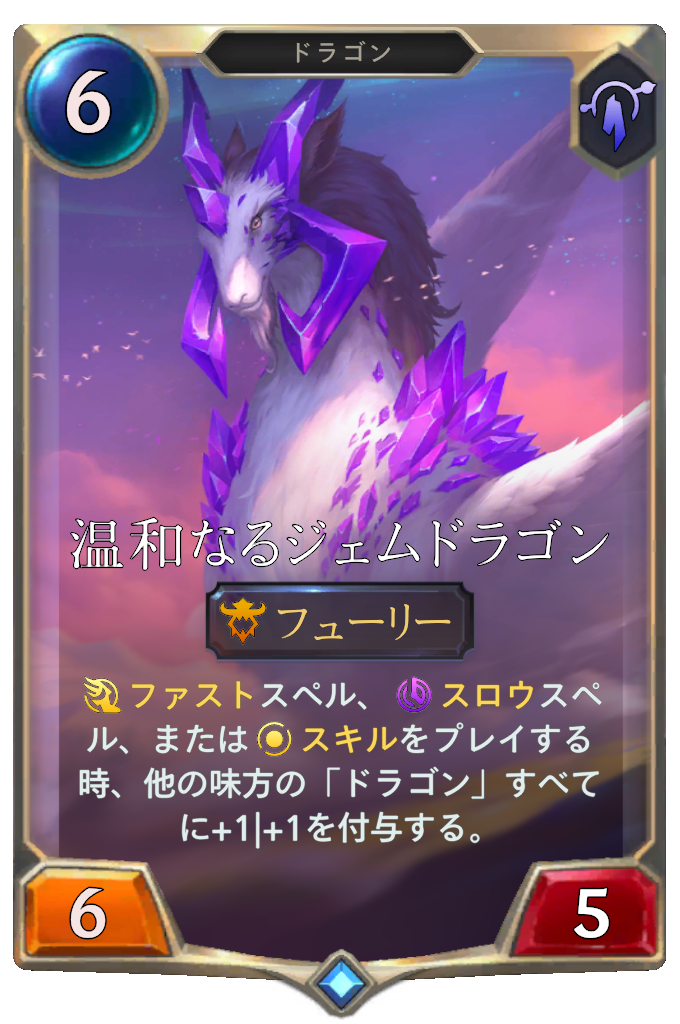 ドラゴン
6
温和なるジェムドラゴン
フューリー
ファストスペル、スロウスペ
ル、またはスキルをプレイする
時、他の味方の「ドラゴン」すべて
に+1|+1を付与する。
6
5